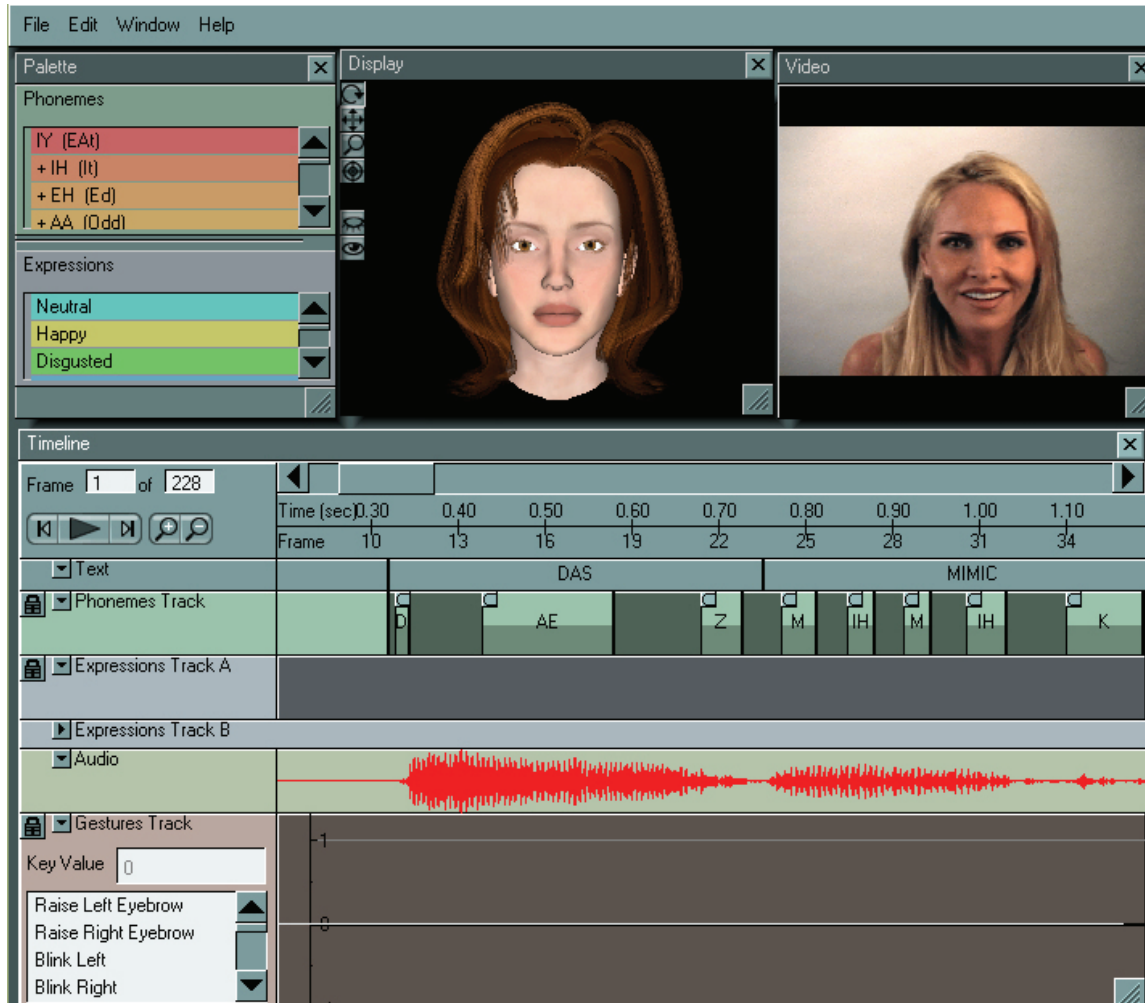 File Edit Window Help
Palette
Phonemes
IY (EAt)
+ IH (It)
+ EH (Ed)
+ AA (Odd)
Expressions
Neutral
Happy
Disgusted
Display
Video
Timeline
Frame 1 of 228
Time (sec) 0.30 0.40 0.50 0.60 0.70 0.80 0.90 1.00 1.10
Frame 10 13 16 19 22 25 28 31 34
Text DAS MIMIC
Phonemes Track D AE Z M IH M IH K
Expressions Track A
Expressions Track B
Audio
Gestures Track
Key Value 0
Raise Left Eyebrow
Raise Right Eyebrow
Blink Left
Blink Right
1
0